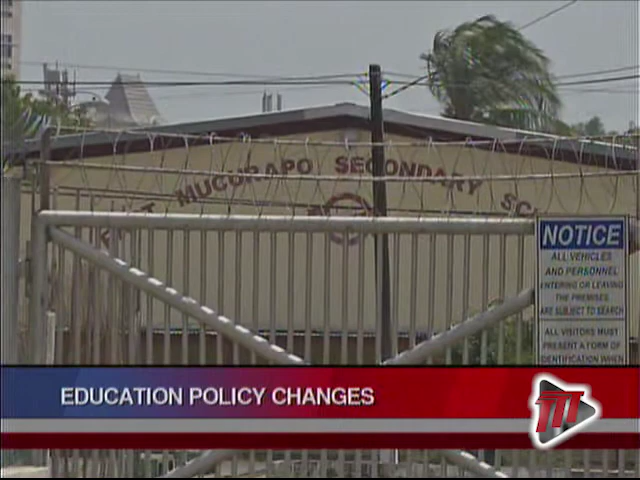 MUCURAPO SECONDARY
NOTICE
ALL VEHICLES
AND PERSONNEL
ENTERING OR LEAVING
THE PREMISES
ARE SUBJECT TO SEARCH
ALL VISITORS MUST
PRESENT A FORM OF
IDENTIFICATION WHEN
EDUCATION POLICY CHANGES